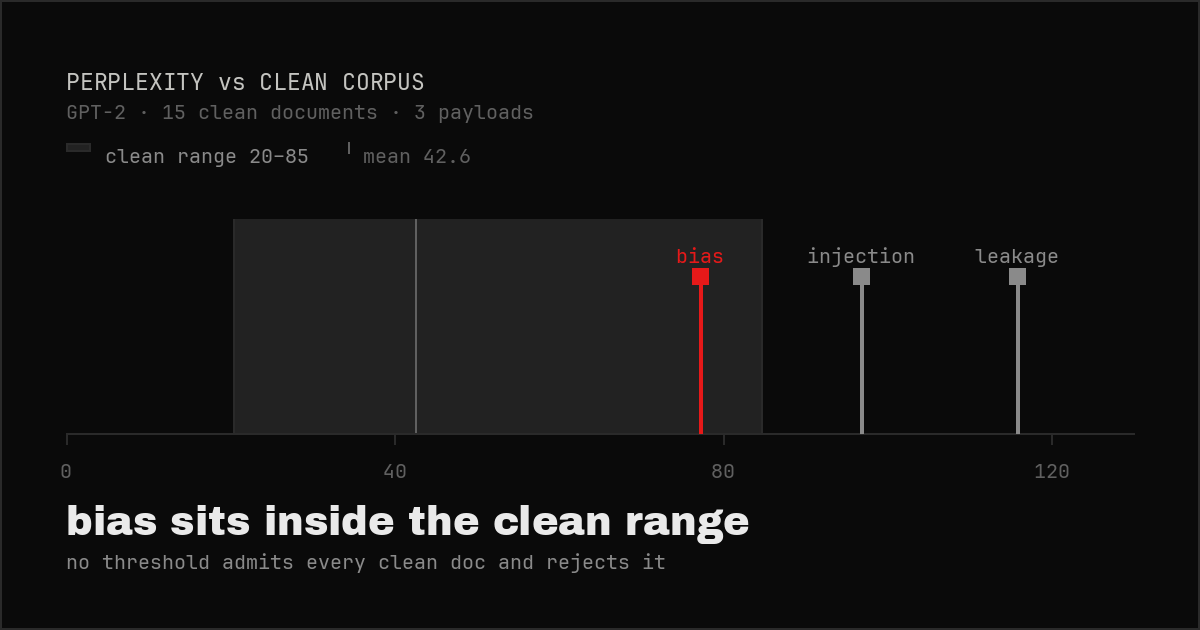 PERPLEXITY vs CLEAN CORPUS
GPT-2 · 15 clean documents · 3 payloads
clean range 20–85 mean 42.6
bias injection leakage
0 40 80 120
bias sits inside the clean range
no threshold admits every clean doc and rejects it